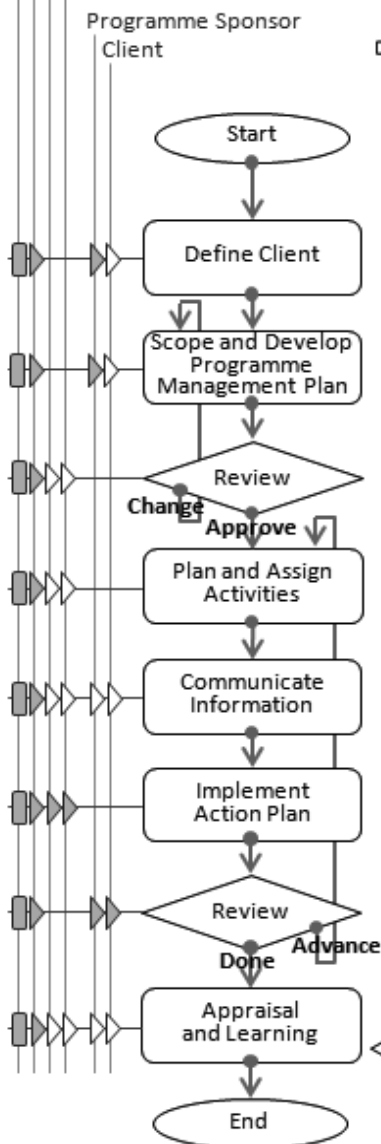 Programme Sponsor
Client
Start
Define Client
Scope and Develop
Programme
Management Plan
Review
Change
Approve
Plan and Assign
Activities
Communicate
Information
Implement
Action Plan
Review
Advance
Done
Appraisal
and Learning
End